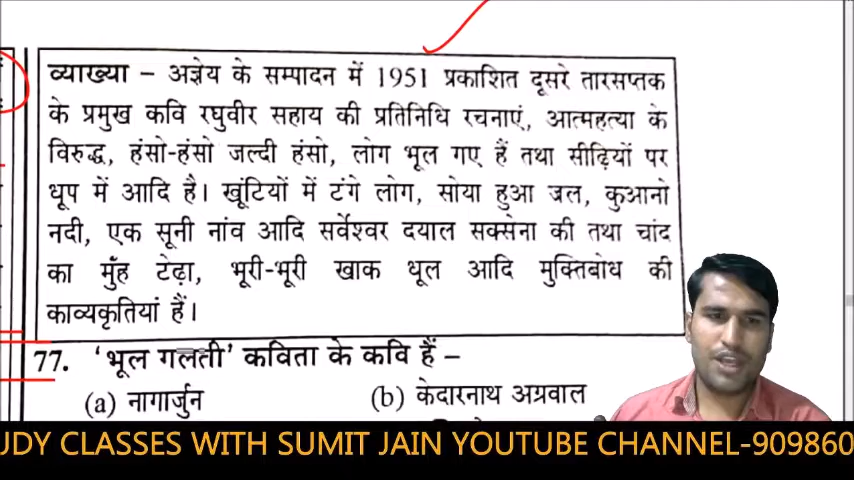 व्याख्या – अज्ञेय के सम्पादन में 1951 प्रकाशित दूसरे तारसप्तक
के प्रमुख कवि रघुवीर सहाय की प्रतिनिधि रचनाएं, आत्महत्या के
विरुद्ध, हंसो-हंसो जल्दी हंसो, लोग भूल गए हैं तथा सीढ़ियों पर
धूप में आदि है। खूंटियों में टंगे लोग, सोया हुआ जल, कुआनो
नदी, एक सूनी नांव आदि सर्वेश्वर दयाल सक्सेना की तथा चांद
का मुँह टेढ़ा, भूरी-भूरी खाक धूल आदि मुक्तिबोध की
काव्यकृतियां हैं।
77. 'भूल गलती' कविता के कवि हैं –
(a) नागार्जुन (b) केदारनाथ अग्रवाल
UDY CLASSES WITH SUMIT JAIN YOUTUBE CHANNEL-909860